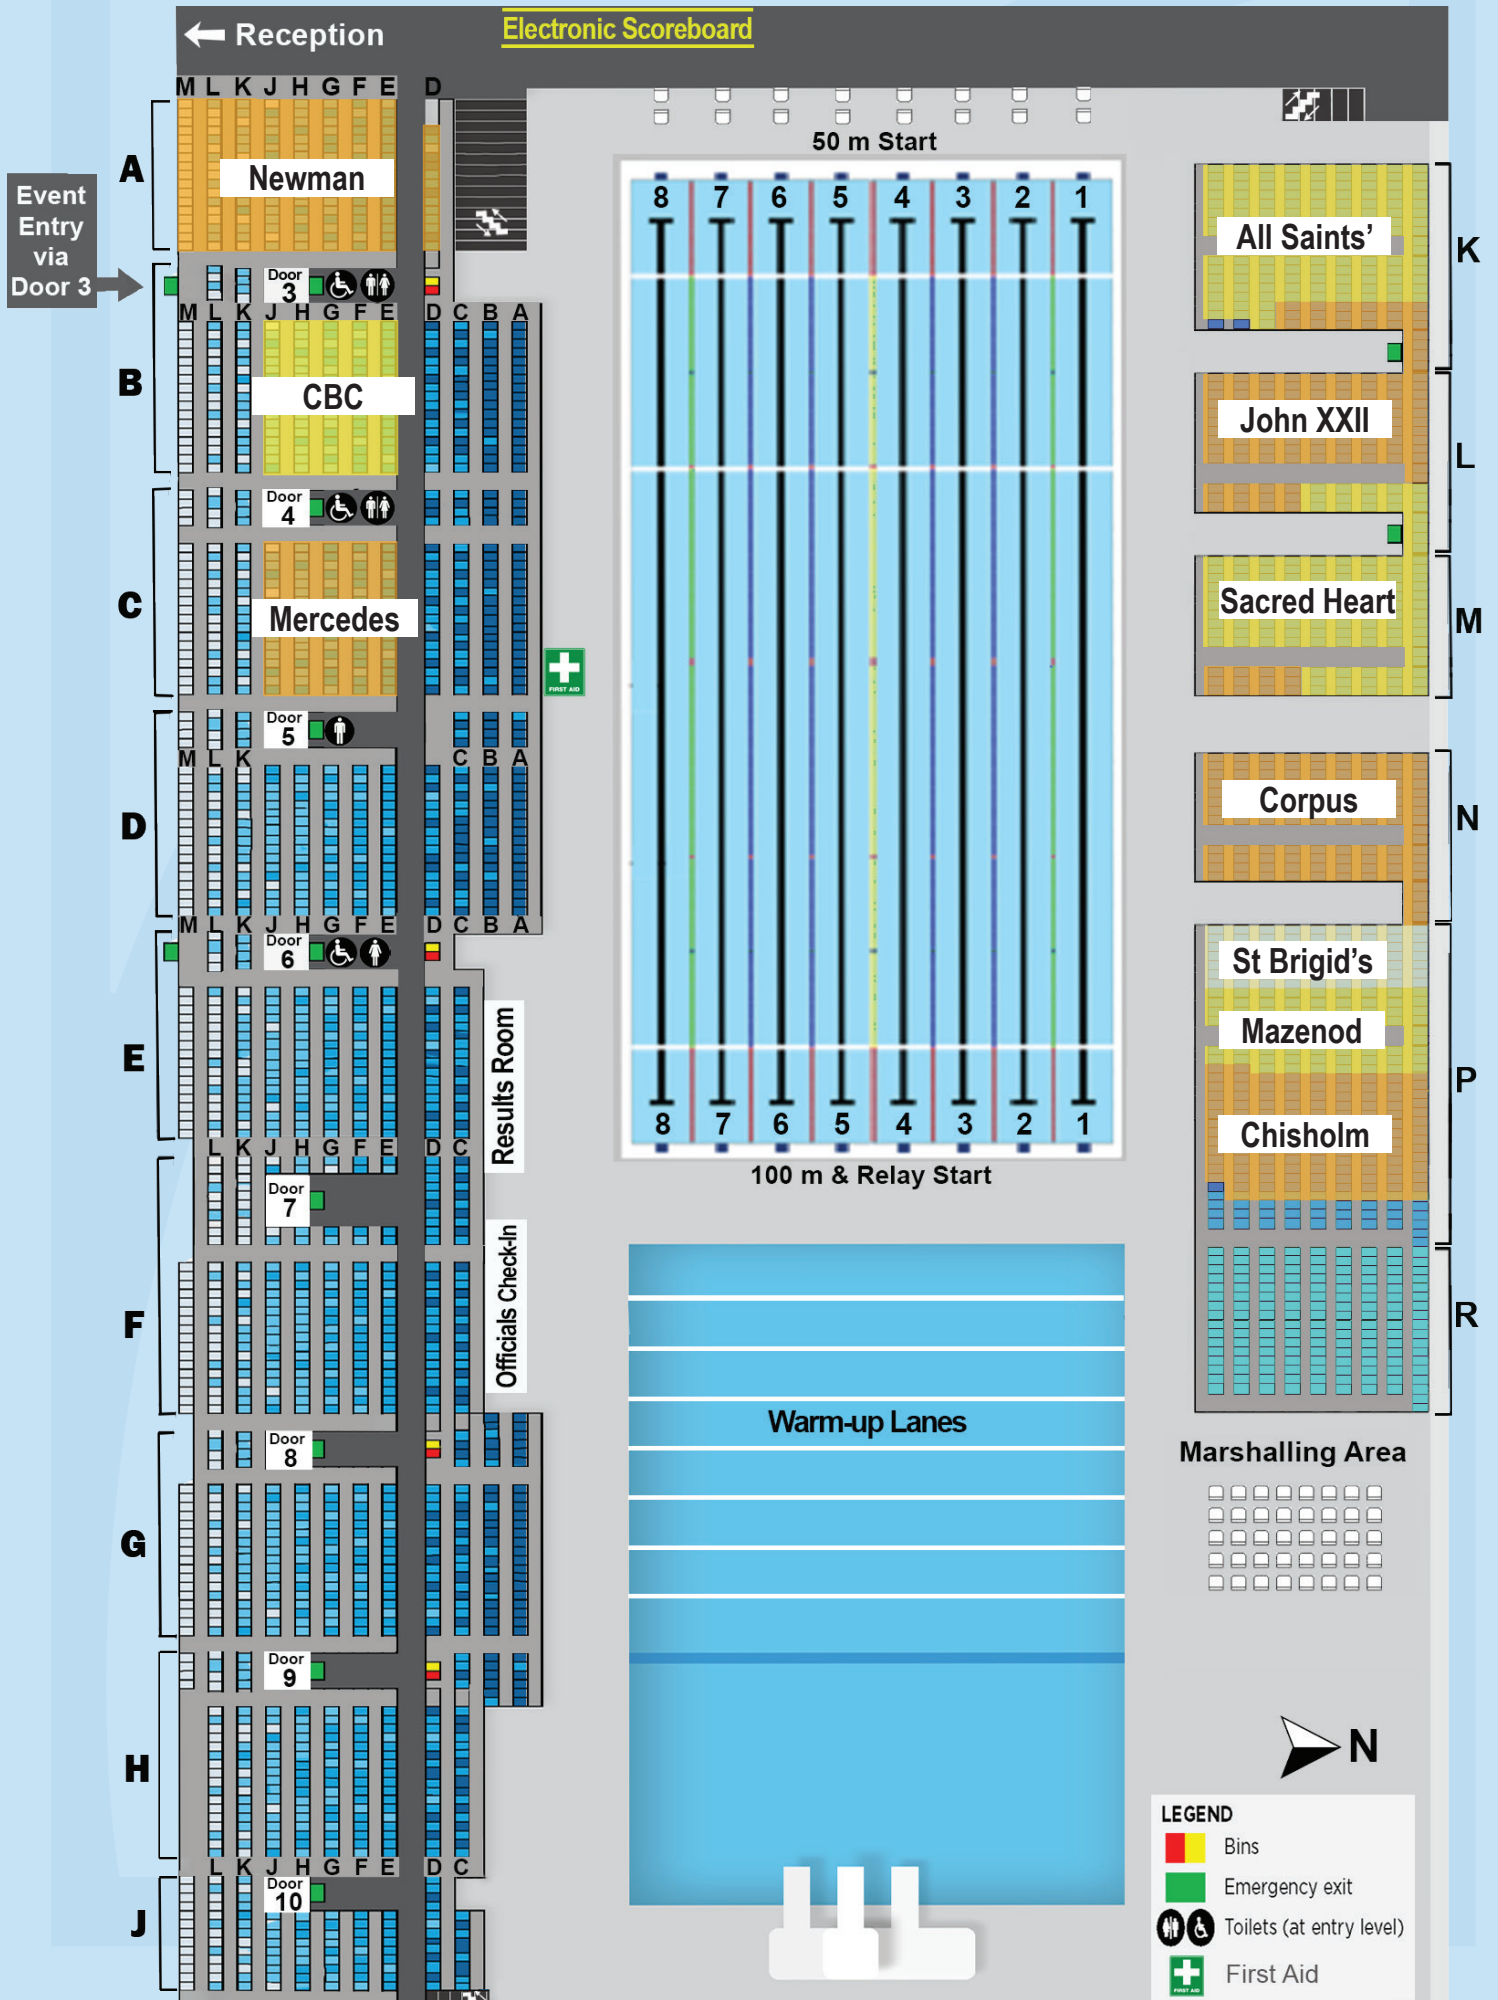 Reception
Electronic Scoreboard
M L K J H G F E D
A
Newman
Event
Entry
via
Door 3
Door
3
M L K J H G F E D C B A
B
CBC
Door
4
C
Mercedes
FIRST AID
Door
5
M L K C B A
D
M L K J H G F E D C B A
Door
6
E
Results Room
L K J H G F E D C
Door
7
Officials Check-In
F
Door
8
G
Door
9
H
L K J H G F E D C
Door
10
J
50 m Start
8 7 6 5 4 3 2 1
8 7 6 5 4 3 2 1
100 m & Relay Start
Warm-up Lanes
All Saints’
K
John XXII
L
Sacred Heart
M
Corpus
N
St Brigid's
Mazenod
P
Chisholm
R
Marshalling Area
N
LEGEND
Bins
Emergency exit
Toilets (at entry level)
FIRST AID
First Aid